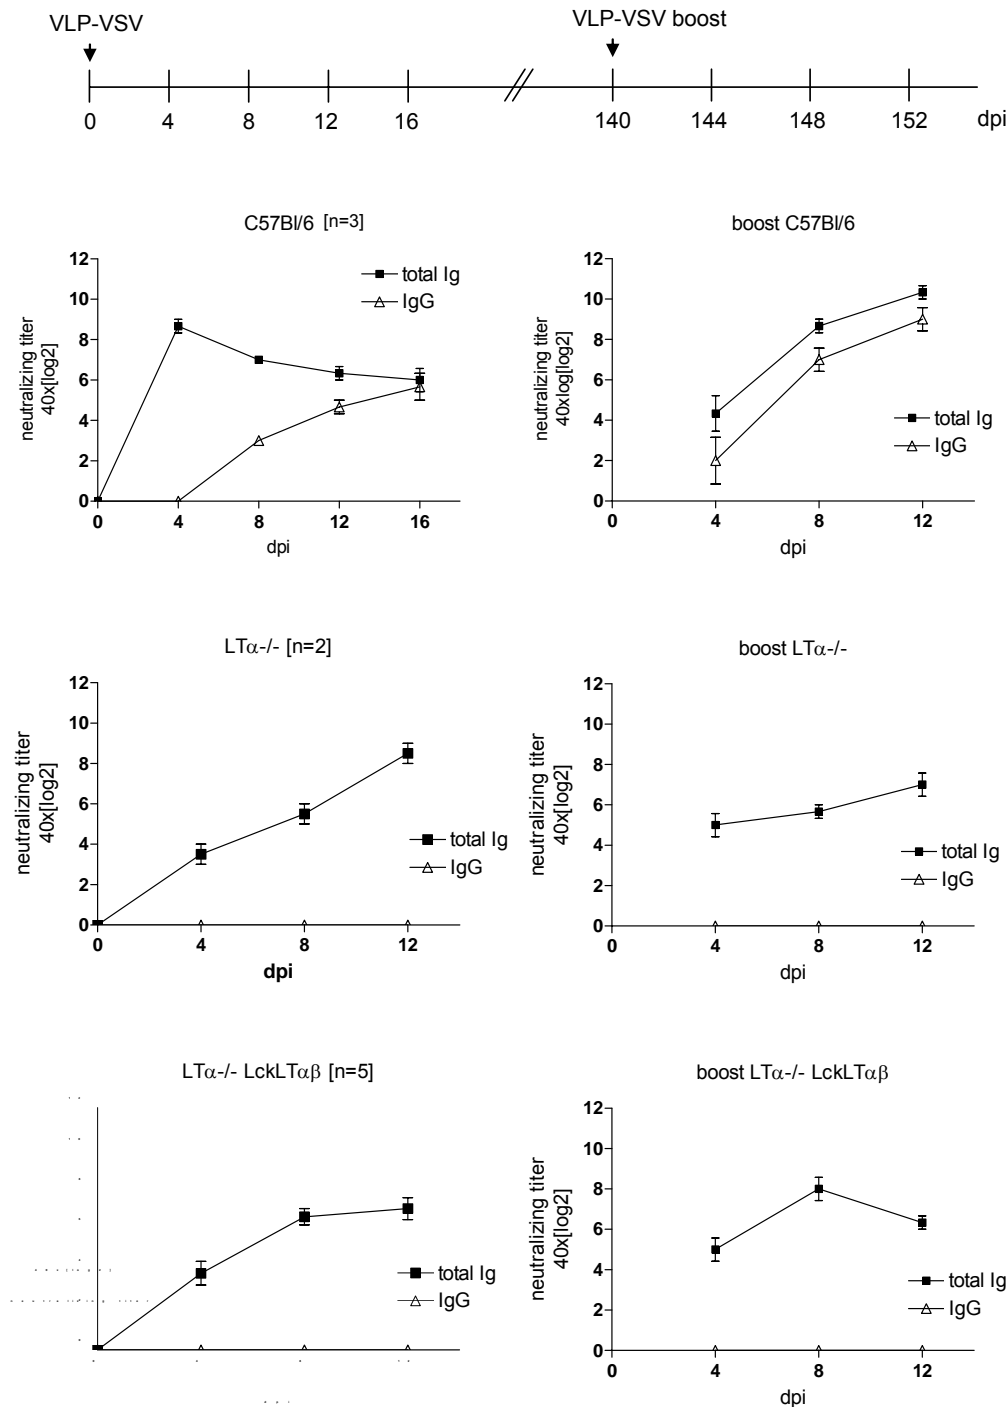 VLP-VSV
VLP-VSV boost
0 4 8 12 16 140 144 148 152 dpi
C57Bl/6 [n=3]
neutralizing titer
40x[log2]
12
10
8
6
4
2
0
0 4 8 12 16
dpi
total Ig
IgG
boost C57Bl/6
neutralizing titer
40xlog[log2]
12
10
8
6
4
2
0
0 4 8 12
dpi
total Ig
IgG
LTα-/- [n=2]
neutralizing titer
40x[log2]
12
10
8
6
4
2
0
0 4 8 12
dpi
total Ig
IgG
boost LTα-/-
neutralizing titer
40x[log2]
12
10
8
6
4
2
0
0 4 8 12
dpi
total Ig
IgG
LTα-/- LckLTαβ [n=5]
total Ig
IgG
boost LTα-/- LckLTαβ
neutralizing titer
40x[log2]
12
10
8
6
4
2
0
0 4 8 12
dpi
total Ig
IgG